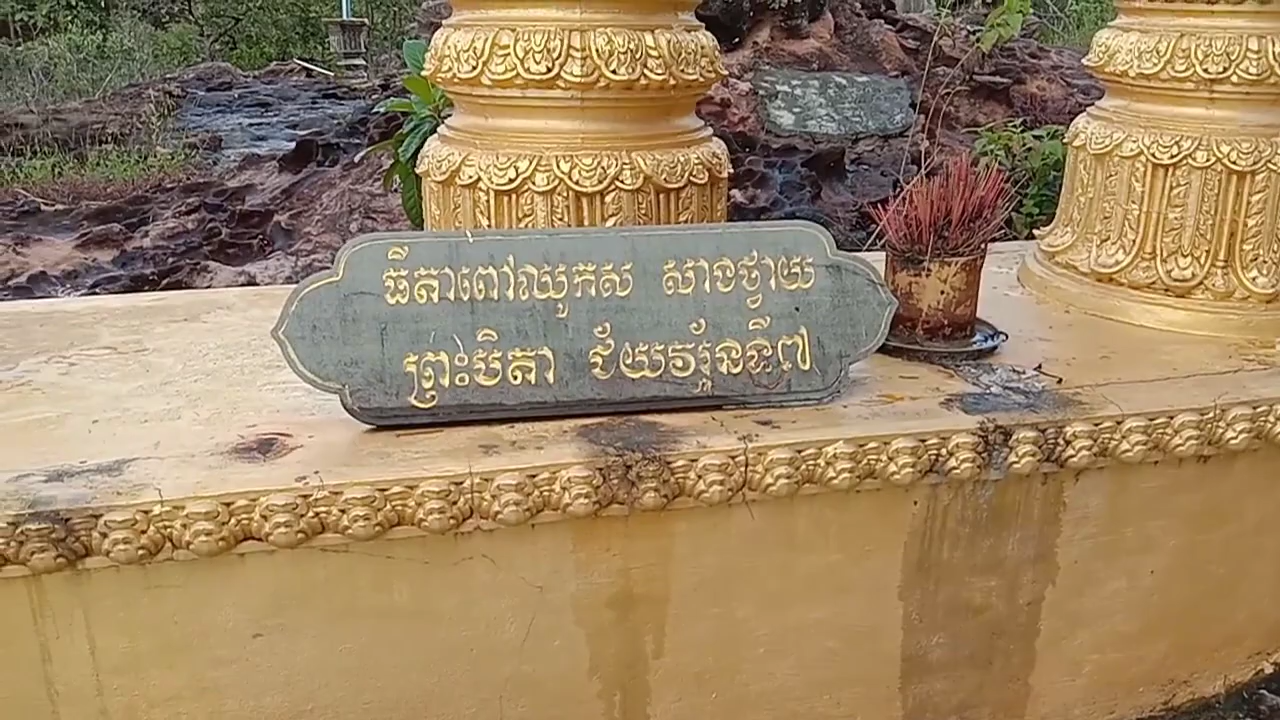 ធីតាពៅឈូកស សាងថ្វាយ
ព្រះបិតា ជ័យវរ្ម័នទី៧